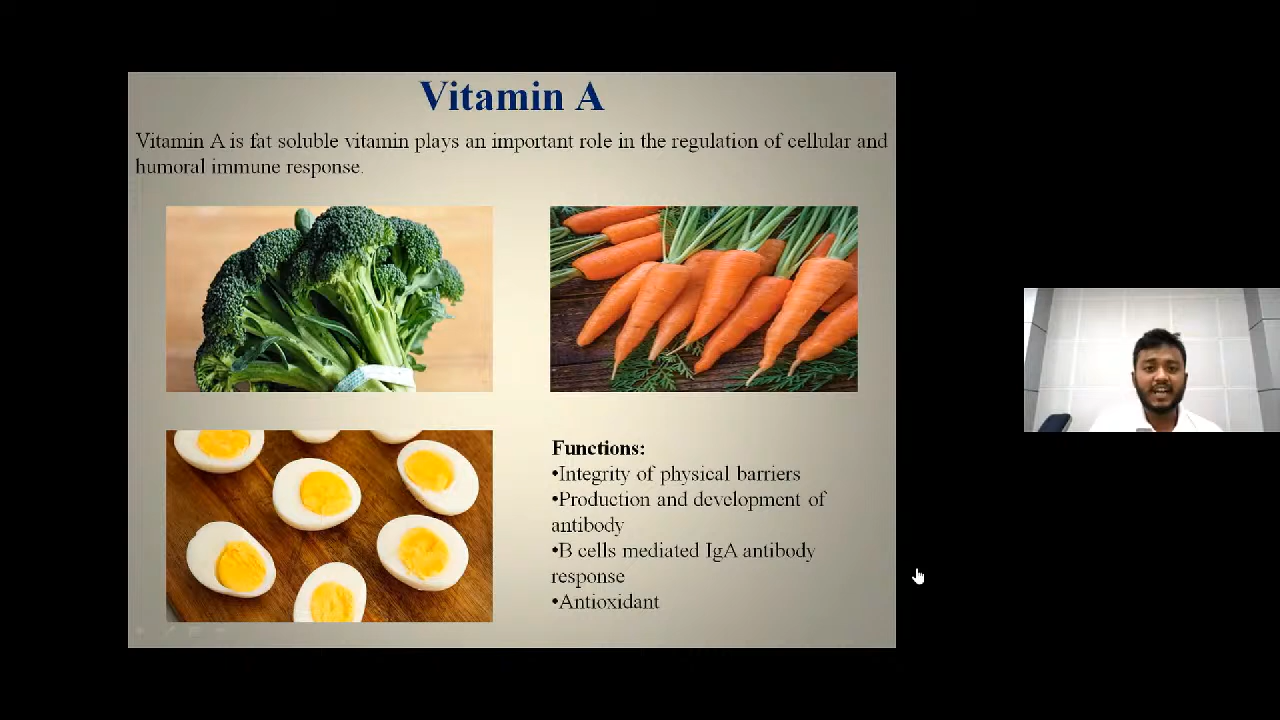 Vitamin A
Vitamin A is fat soluble vitamin plays an important role in the regulation of cellular and
humoral immune response.
Functions:
•Integrity of physical barriers
•Production and development of
antibody
•B cells mediated IgA antibody
response
•Antioxidant